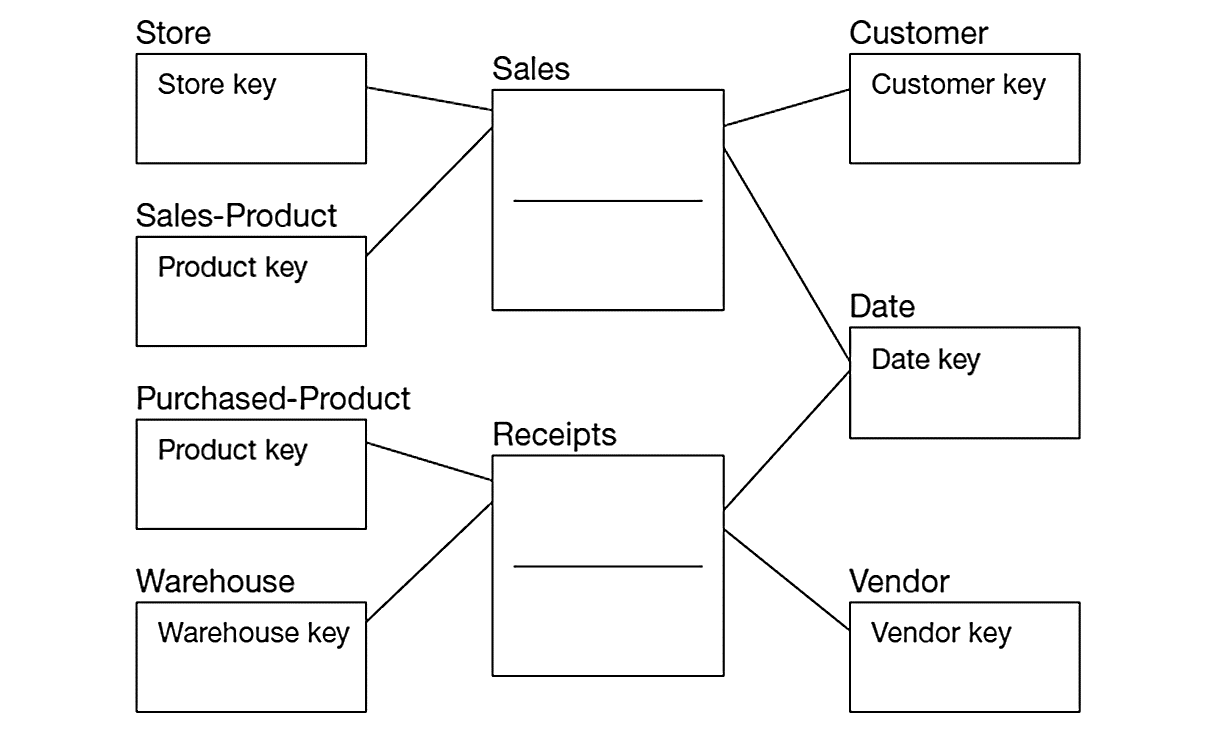 Store
Store key
Sales-Product
Product key
Purchased-Product
Product key
Warehouse
Warehouse key
Sales
Receipts
Customer
Customer key
Date
Date key
Vendor
Vendor key